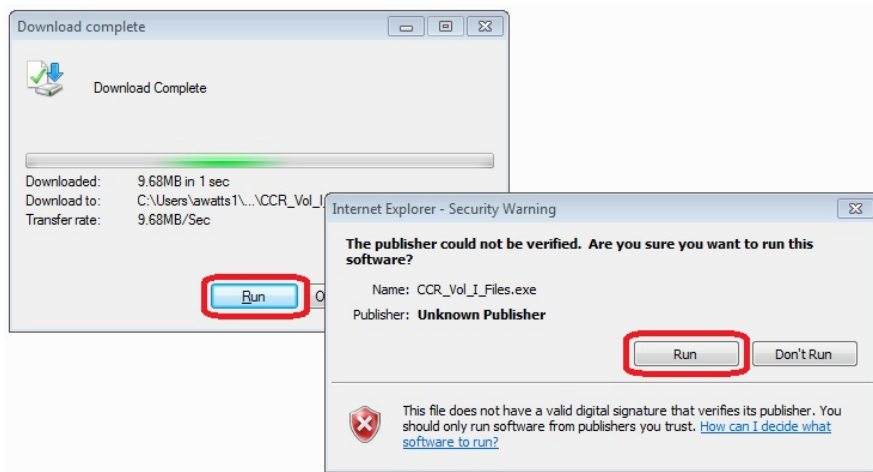 Download complete
Download Complete
Downloaded: 9.68MB in 1 sec
Download to: C:\Users\awatts1\...\CCR_Vol_I
Transfer rate: 9.68MB/Sec
Run
Internet Explorer - Security Warning
The publisher could not be verified. Are you sure you want to run this
software?
Name: CCR_Vol_I_Files.exe
Publisher: Unknown Publisher
Run Don't Run
This file does not have a valid digital signature that verifies its publisher. You
should only run software from publishers you trust. How can I decide what
software to run?